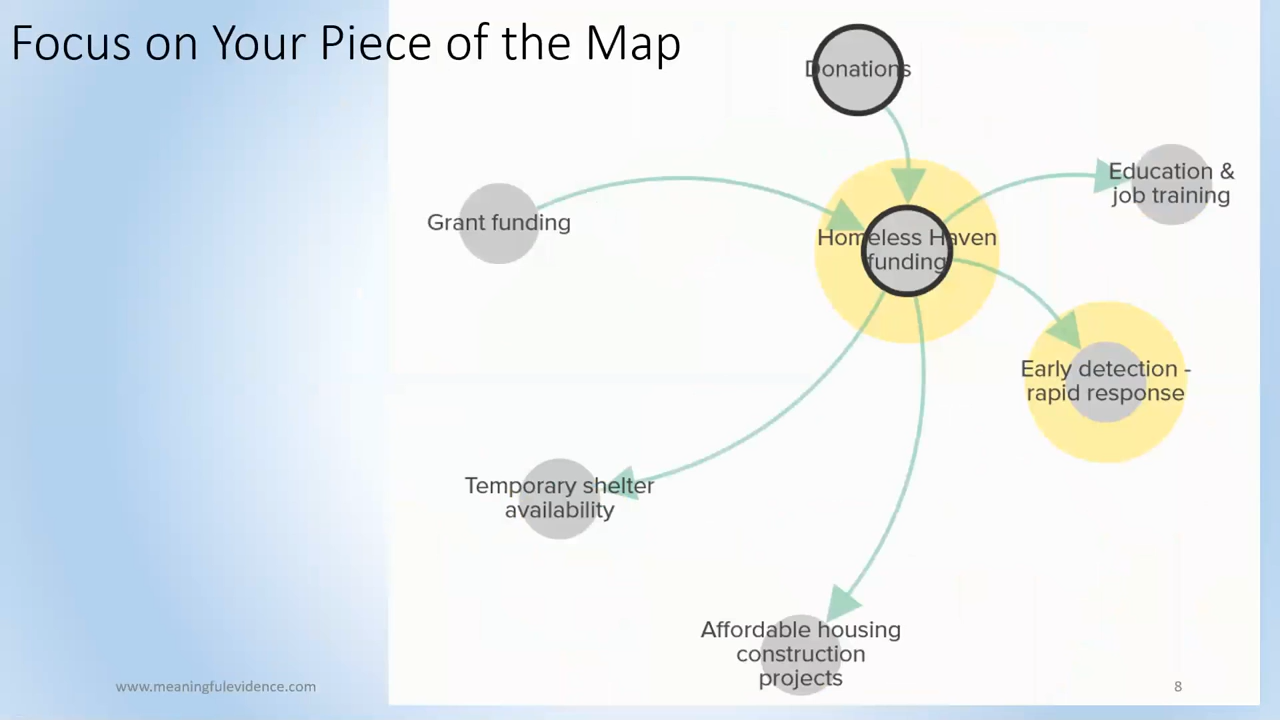 Focus on Your Piece of the Map
Donations
Education &
job training
Grant funding
Homeless Haven
funding
Early detection -
rapid response
Temporary shelter
availability
Affordable housing
construction
projects
www.meaningfulevidence.com
8